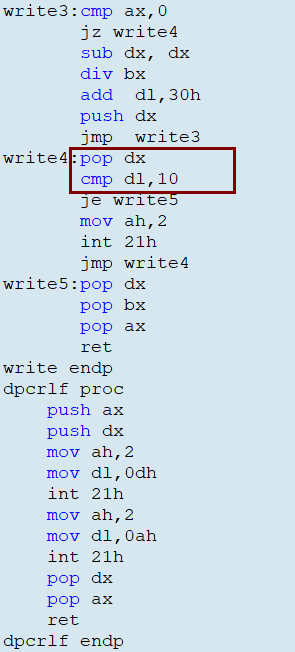 write3:cmp ax,0
jz write4
sub dx, dx
div bx
add dl,30h
push dx
jmp write3
write4:pop dx
cmp dl,10
je write5
mov ah,2
int 21h
jmp write4
write5:pop dx
pop bx
pop ax
ret
write endp
dpcrlf proc
push ax
push dx
mov ah,2
mov dl,0dh
int 21h
mov ah,2
mov dl,0ah
int 21h
pop dx
pop ax
ret
dpcrlf endp